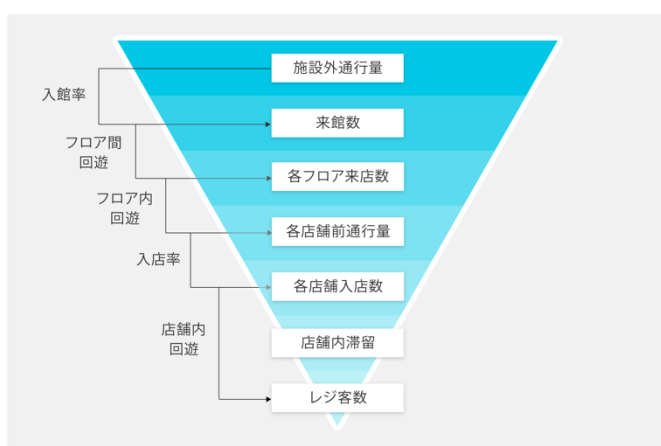 施設外通行量
入館率
来館数
フロア間
回遊
各フロア来店数
フロア内
回遊
各店舗前通行量
入店率
各店舗入店数
店舗内
回遊
店舗内滞留
レジ客数